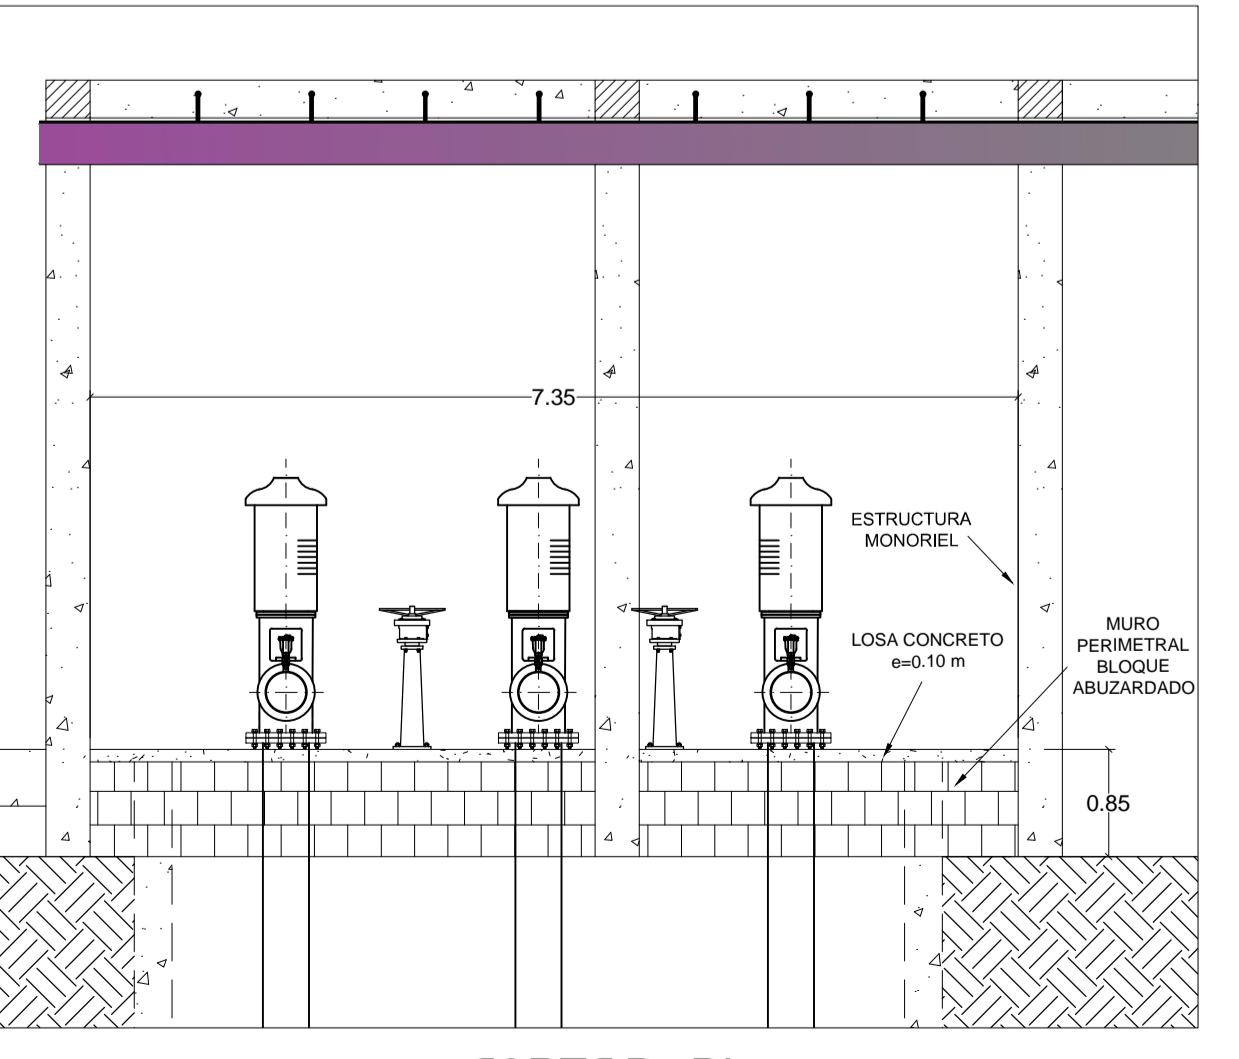 7.35
ESTRUCTURA
MONORIEL
LOSA CONCRETO
e=0.10 m
MURO
PERIMETRAL
BLOQUE
ABUZARDADO
0.85